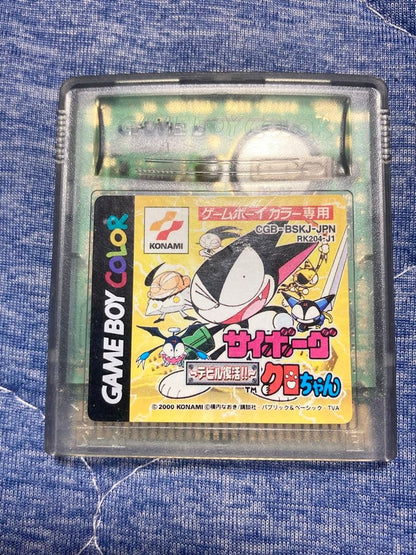 GAME BOY COLOR
KONAMI
ゲームボーイカラー専用
CGB-BSKJ-JPN
RK204-J1
GAME BOY COLOR
サイボーグ
クロちゃん
~デビル復活!!~
TM
© 2000 KONAMI ©横内なおき/講談社・パブリック&ベーシック・TVA